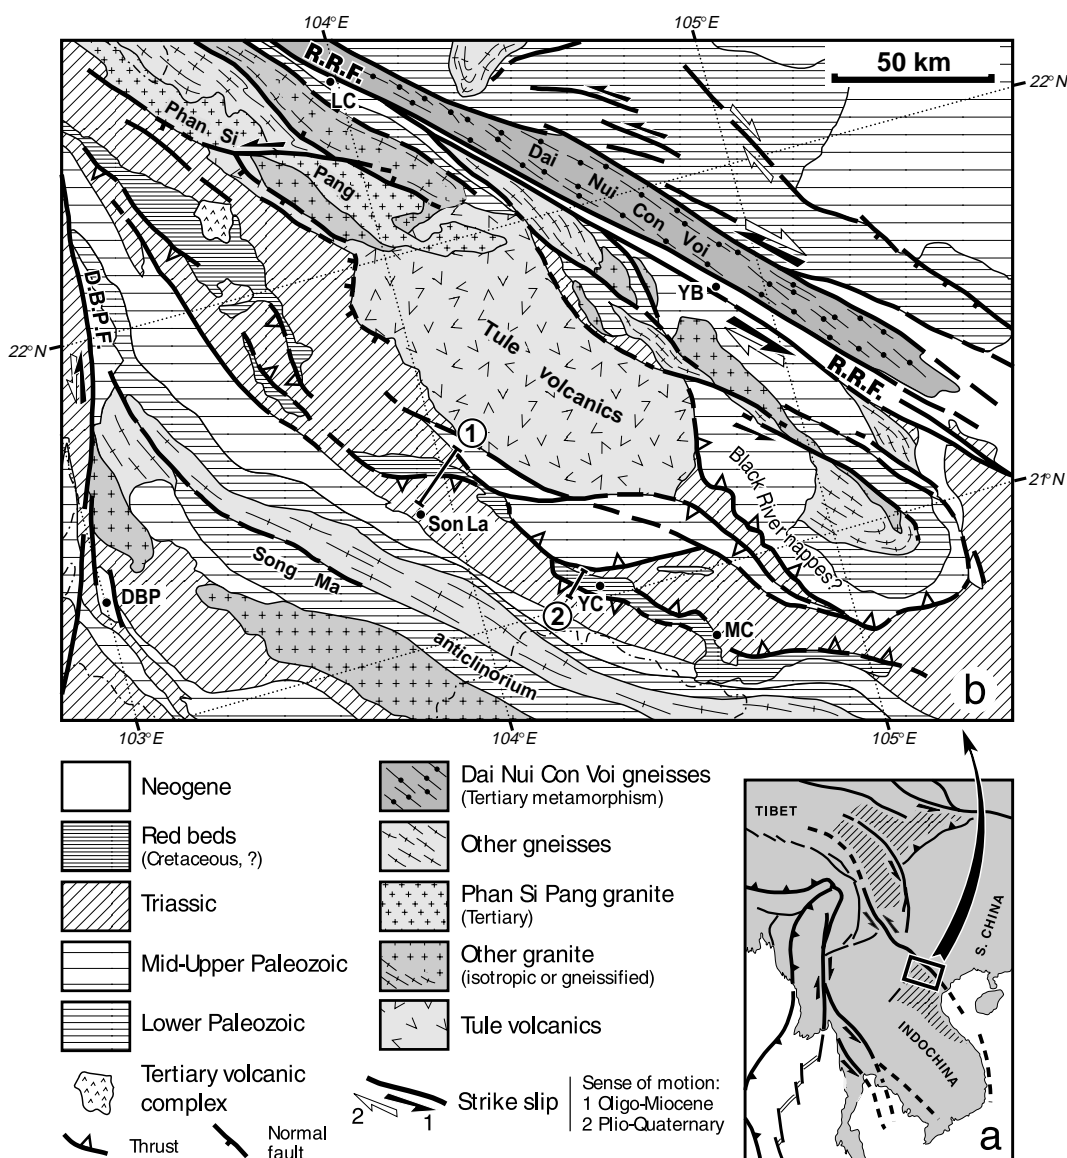 104°E
105°E
R.R.F.
50 km
22°N
LC
Phan Si
Pang
Dai Nui Con Voi
YB
D.B.P.F.
22°N
Tule
volcanics
R.R.F.
1
Black River nappes?
21°N
Son La
Song Ma
anticlinorium
DBP
2
YC
MC
b
103°E
104°E
105°E
Neogene
Red beds
(Cretaceous, ?)
Triassic
Mid-Upper Paleozoic
Lower Paleozoic
Tertiary volcanic
complex
Thrust
Normal
fault
Dai Nui Con Voi gneisses
(Tertiary metamorphism)
Other gneisses
Phan Si Pang granite
(Tertiary)
Other granite
(isotropic or gneissified)
Tule volcanics
2
1
Strike slip
Sense of motion:
1 Oligo-Miocene
2 Plio-Quaternary
TIBET
S. CHINA
INDOCHINA
a